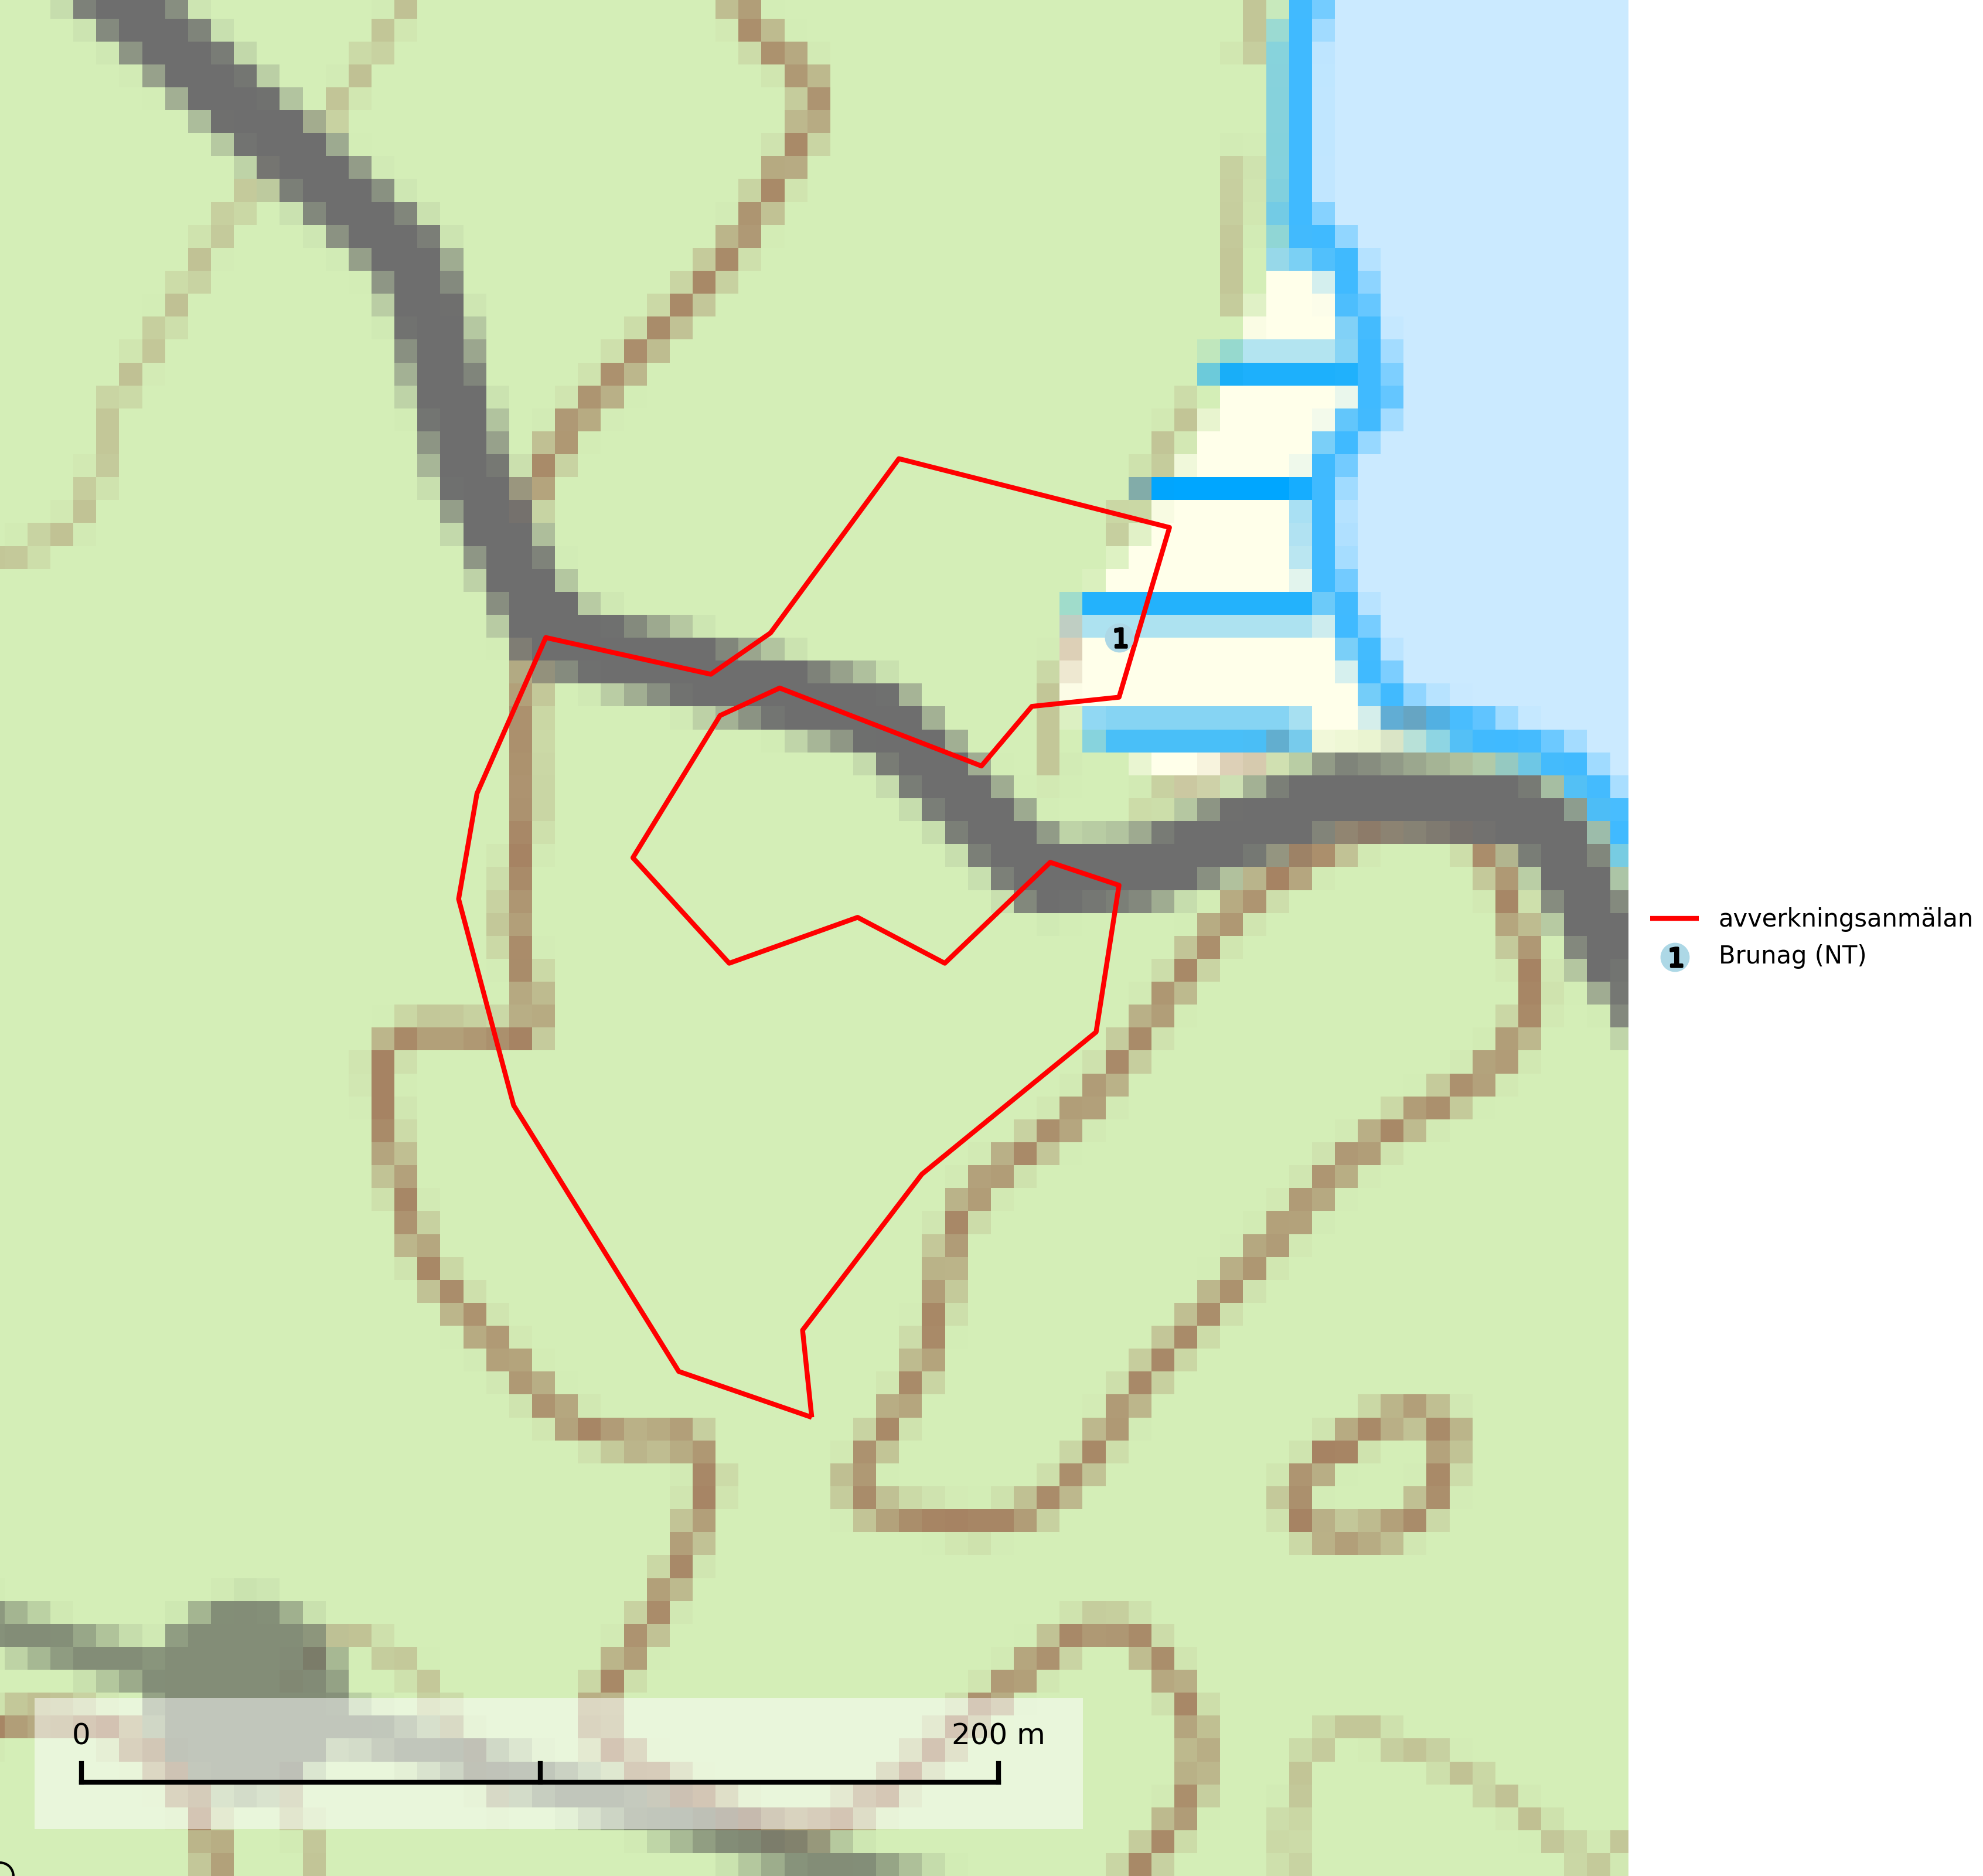 1
avverkningsanmälan
1 Brunag (NT)
0 200 m